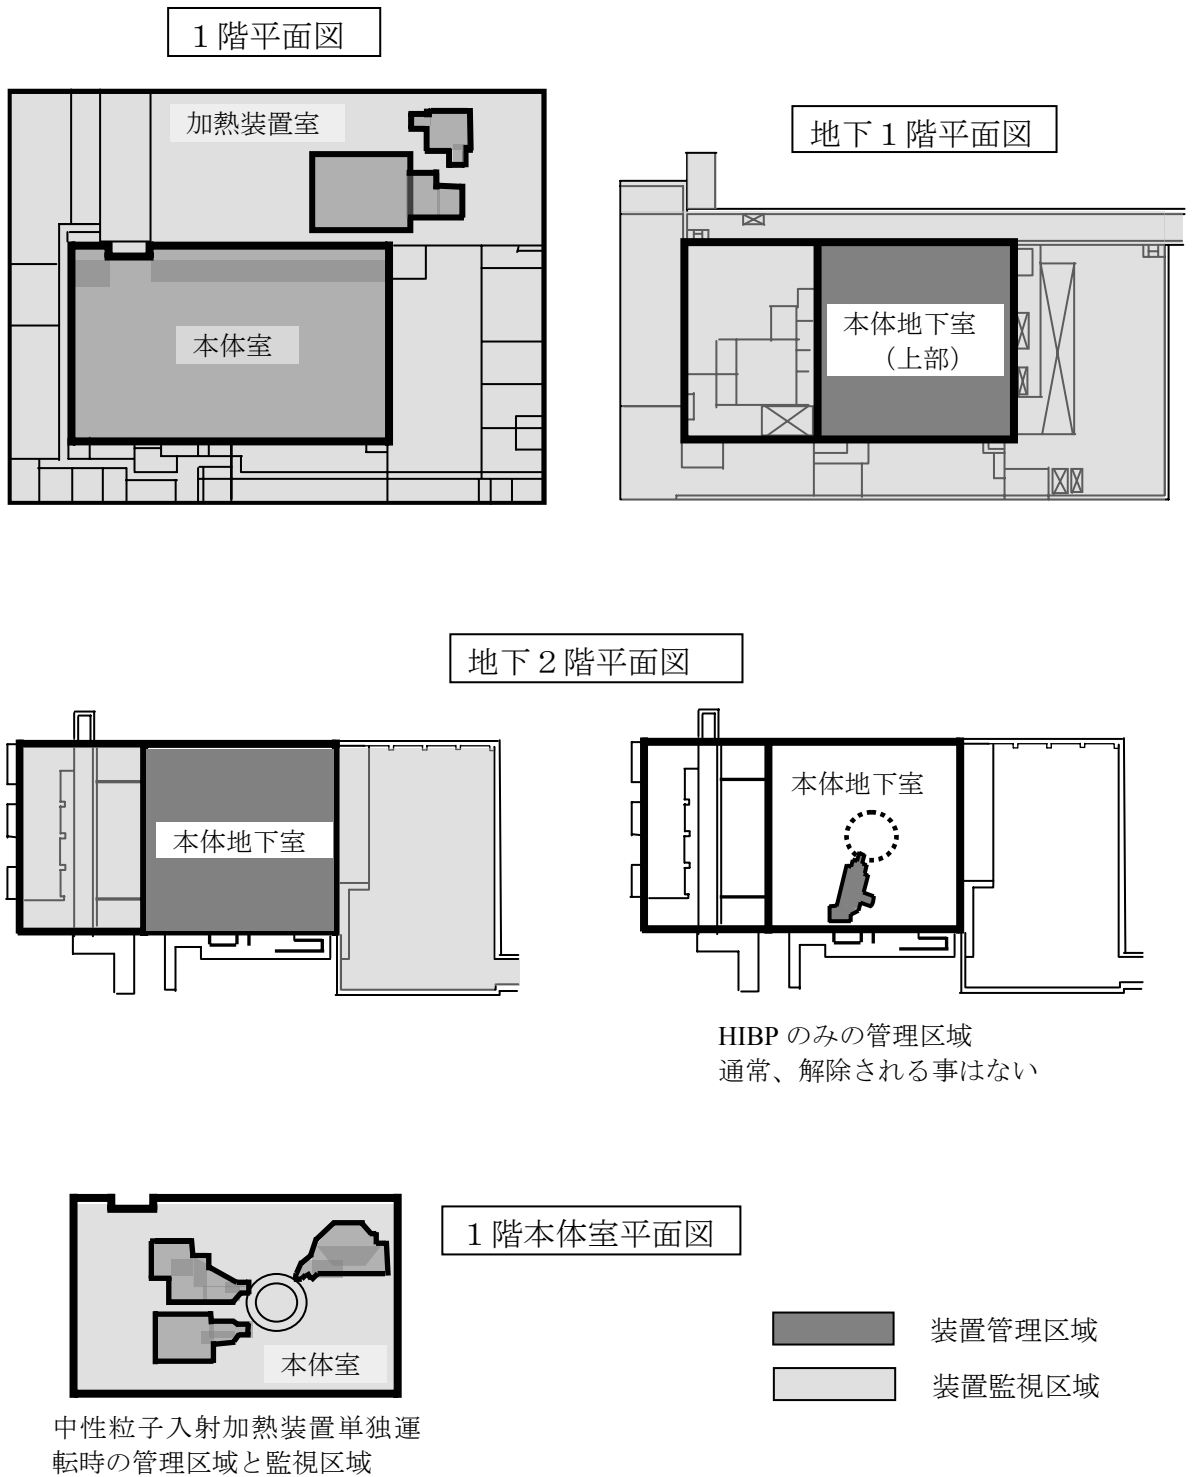 １階平面図
加熱装置室
本体室
地下１階平面図
本体地下室
（上部）
地下２階平面図
本体地下室
本体地下室
HIBP のみの管理区域
通常、解除される事はない
１階本体室平面図
本体室
中性粒子入射加熱装置単独運
転時の管理区域と監視区域
装置管理区域
装置監視区域